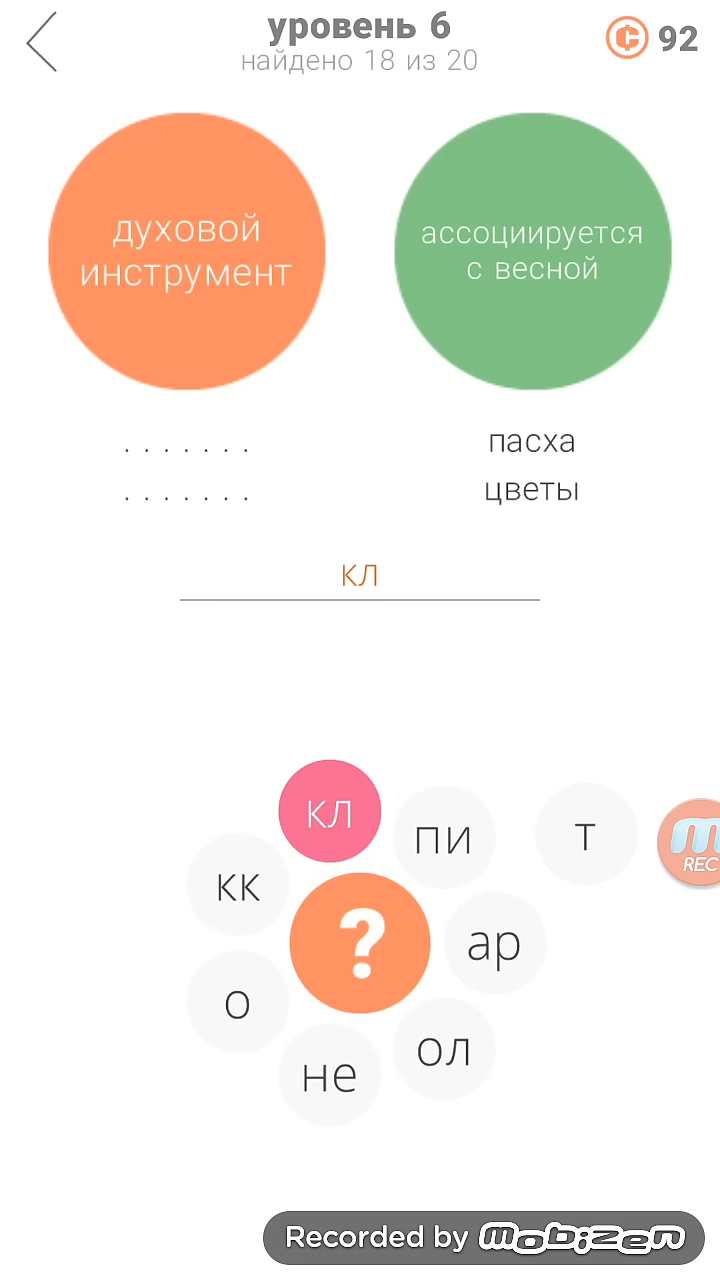 уровень 6
найдено 18 из 20
92
духовой
инструмент
ассоциируется
с весной
. . . . . . .
пасха
. . . . . . .
цветы
кл
кл
пи
т
кк
?
ар
о
ол
не
m
REC
Recorded by mobizen